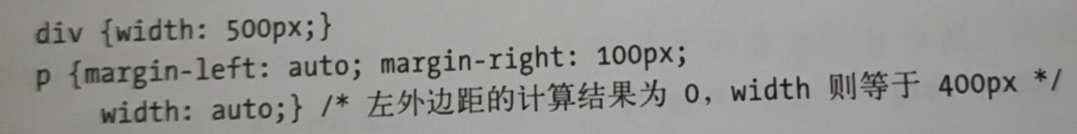 div {width: 500px;}
p {margin-left: auto; margin-right: 100px;
width: auto;} /* 左外边距的计算结果为 0，width 则等于 400px */